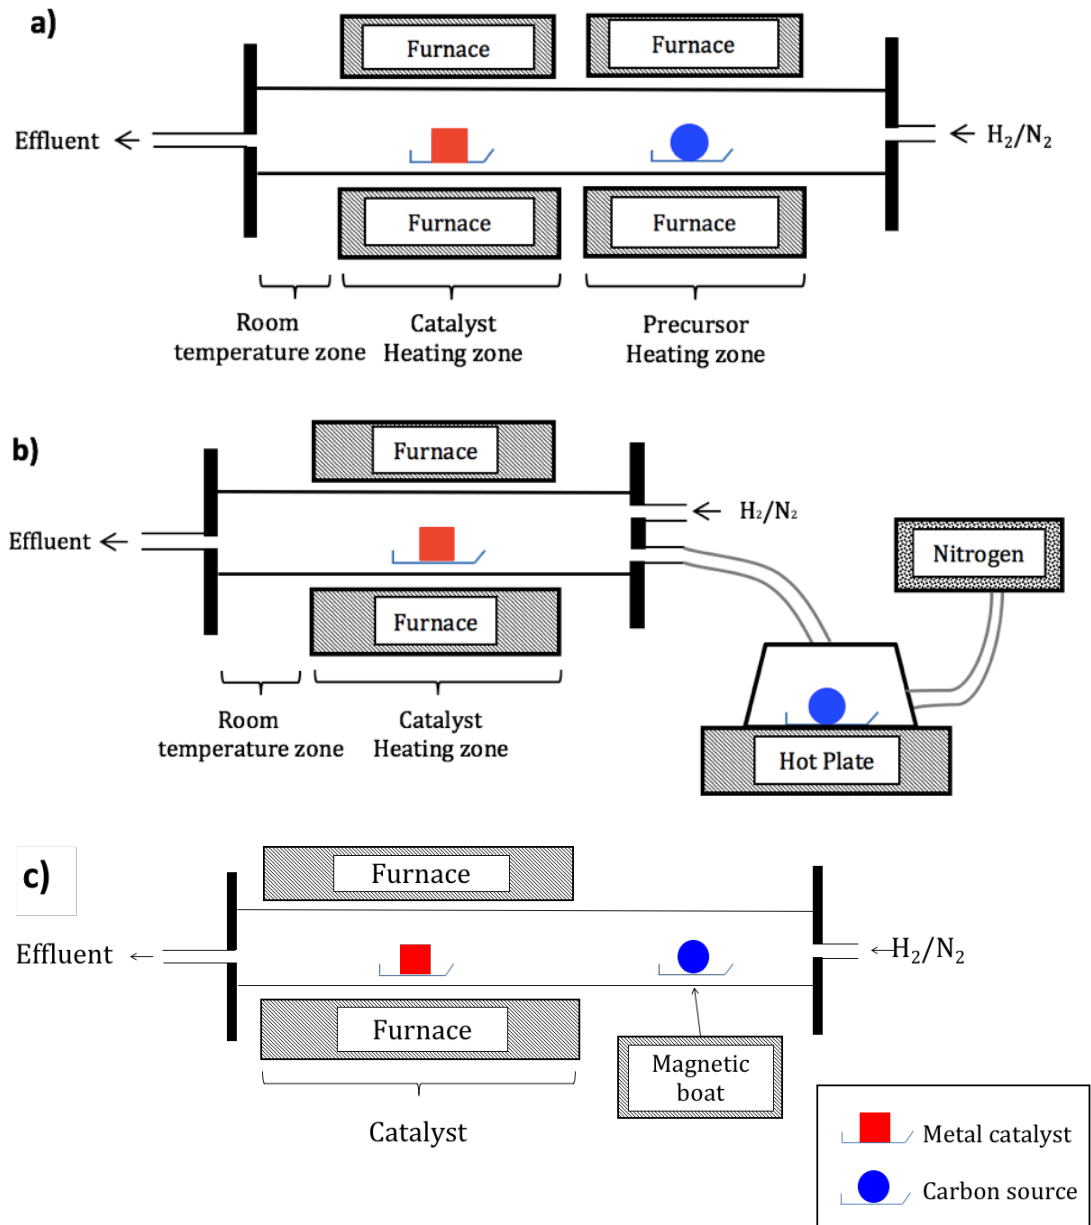 a)
Furnace
Furnace
Effluent
H₂/N₂
Furnace
Furnace
Room
temperature zone
Catalyst
Heating zone
Precursor
Heating zone
b)
Furnace
H₂/N₂
Effluent
Nitrogen
Furnace
Room
temperature zone
Catalyst
Heating zone
Hot Plate
c)
Furnace
Effluent
H₂/N₂
Furnace
Magnetic
boat
Catalyst
Metal catalyst
Carbon source